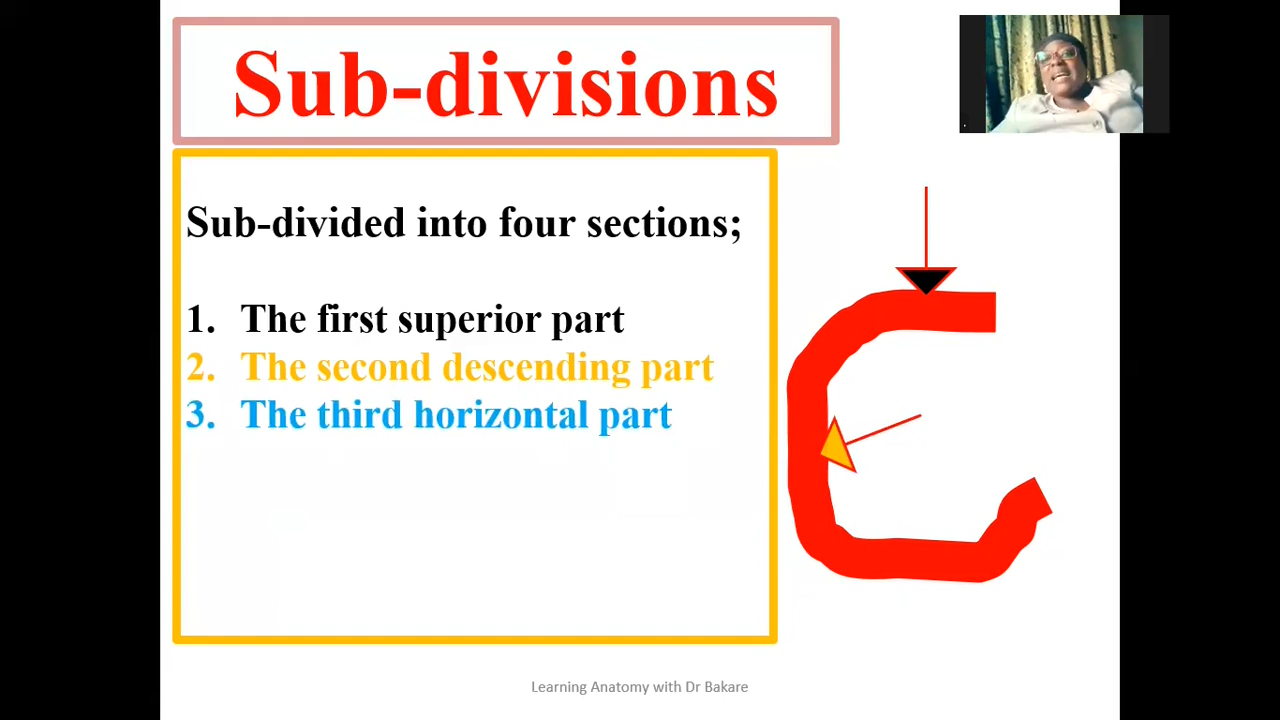 Sub-divisions
Sub-divided into four sections;
1. The first superior part
2. The second descending part
3. The third horizontal part
Learning Anatomy with Dr Bakare